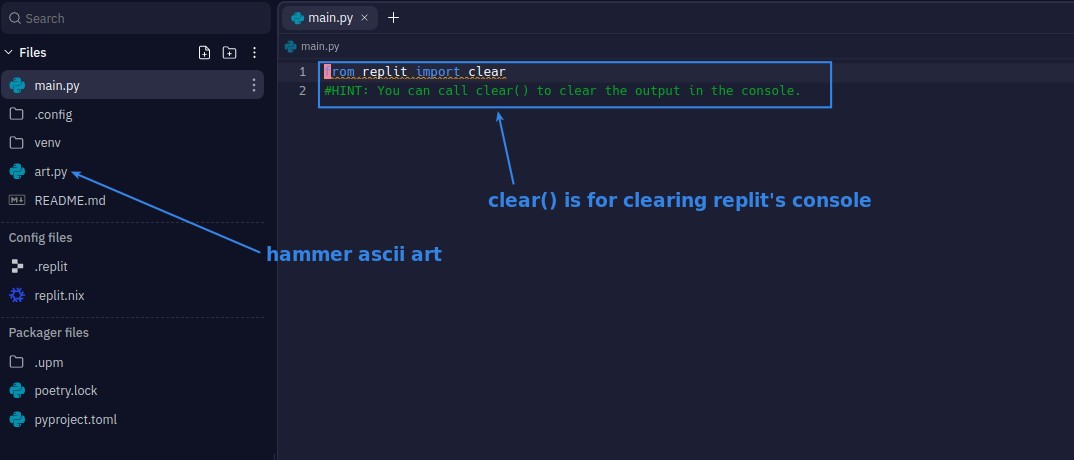 Search
Files
main.py
.config
venv
art.py
README.md
Config files
.replit
replit.nix
Packager files
.upm
poetry.lock
pyproject.toml
main.py
main.py
1 from replit import clear
2 #HINT: You can call clear() to clear the output in the console.
clear() is for clearing replit's console
hammer ascii art